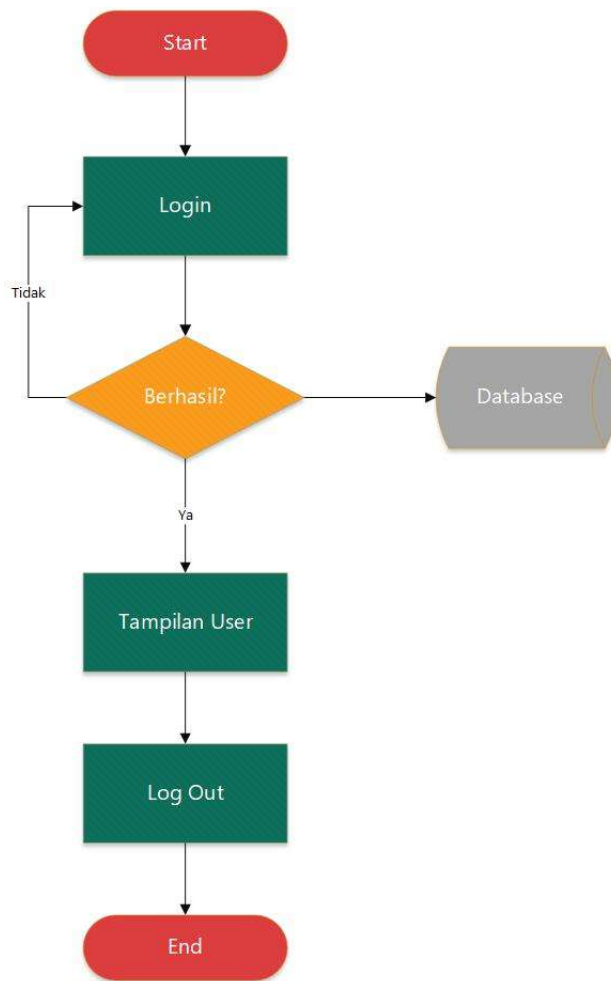 Start
Login
Tidak
Berhasil?
Database
Ya
Tampilan User
Log Out
End